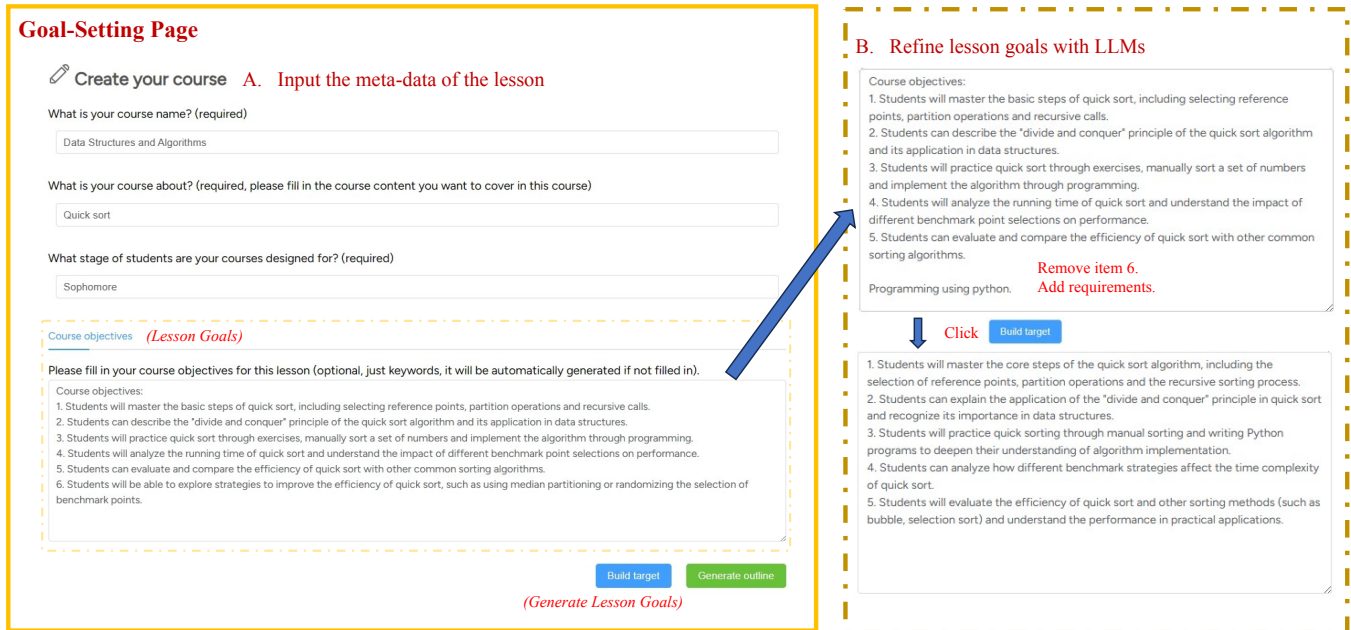 Goal-Setting Page
Create your course
A. Input the meta-data of the lesson
What is your course name? (required)
Data Structures and Algorithms
What is your course about? (required, please fill in the course content you want to cover in this course)
Quick sort
What stage of students are your courses designed for? (required)
Sophomore
Course objectives (Lesson Goals)
Please fill in your course objectives for this lesson (optional, just keywords, it will be automatically generated if not filled in).
Course objectives:
1. Students will master the basic steps of quick sort, including selecting reference points, partition operations and recursive calls.
2. Students can describe the "divide and conquer" principle of the quick sort algorithm and its application in data structures.
3. Students will practice quick sort through exercises, manually sort a set of numbers and implement the algorithm through programming.
4. Students will analyze the running time of quick sort and understand the impact of different benchmark point selections on performance.
5. Students can evaluate and compare the efficiency of quick sort with other common sorting algorithms.
6. Students will be able to explore strategies to improve the efficiency of quick sort, such as using median partitioning or randomizing the selection of
benchmark points.
Build target
Generate outline
(Generate Lesson Goals)
B. Refine lesson goals with LLMs
Course objectives:
1. Students will master the basic steps of quick sort, including selecting reference
points, partition operations and recursive calls.
2. Students can describe the "divide and conquer" principle of the quick sort algorithm
and its application in data structures.
3. Students will practice quick sort through exercises, manually sort a set of numbers
and implement the algorithm through programming.
4. Students will analyze the running time of quick sort and understand the impact of
different benchmark point selections on performance.
5. Students can evaluate and compare the efficiency of quick sort with other common
sorting algorithms.
Remove item 6.
Programming using python.
Add requirements.
Click
Build target
1. Students will master the core steps of the quick sort algorithm, including the
selection of reference points, partition operations and the recursive sorting process.
2. Students can explain the application of the "divide and conquer" principle in quick sort
and recognize its importance in data structures.
3. Students will practice quick sorting through manual sorting and writing Python
programs to deepen their understanding of algorithm implementation.
4. Students can analyze how different benchmark strategies affect the time complexity
of quick sort.
5. Students will evaluate the efficiency of quick sort and other sorting methods (such as
bubble, selection sort) and understand the performance in practical applications.